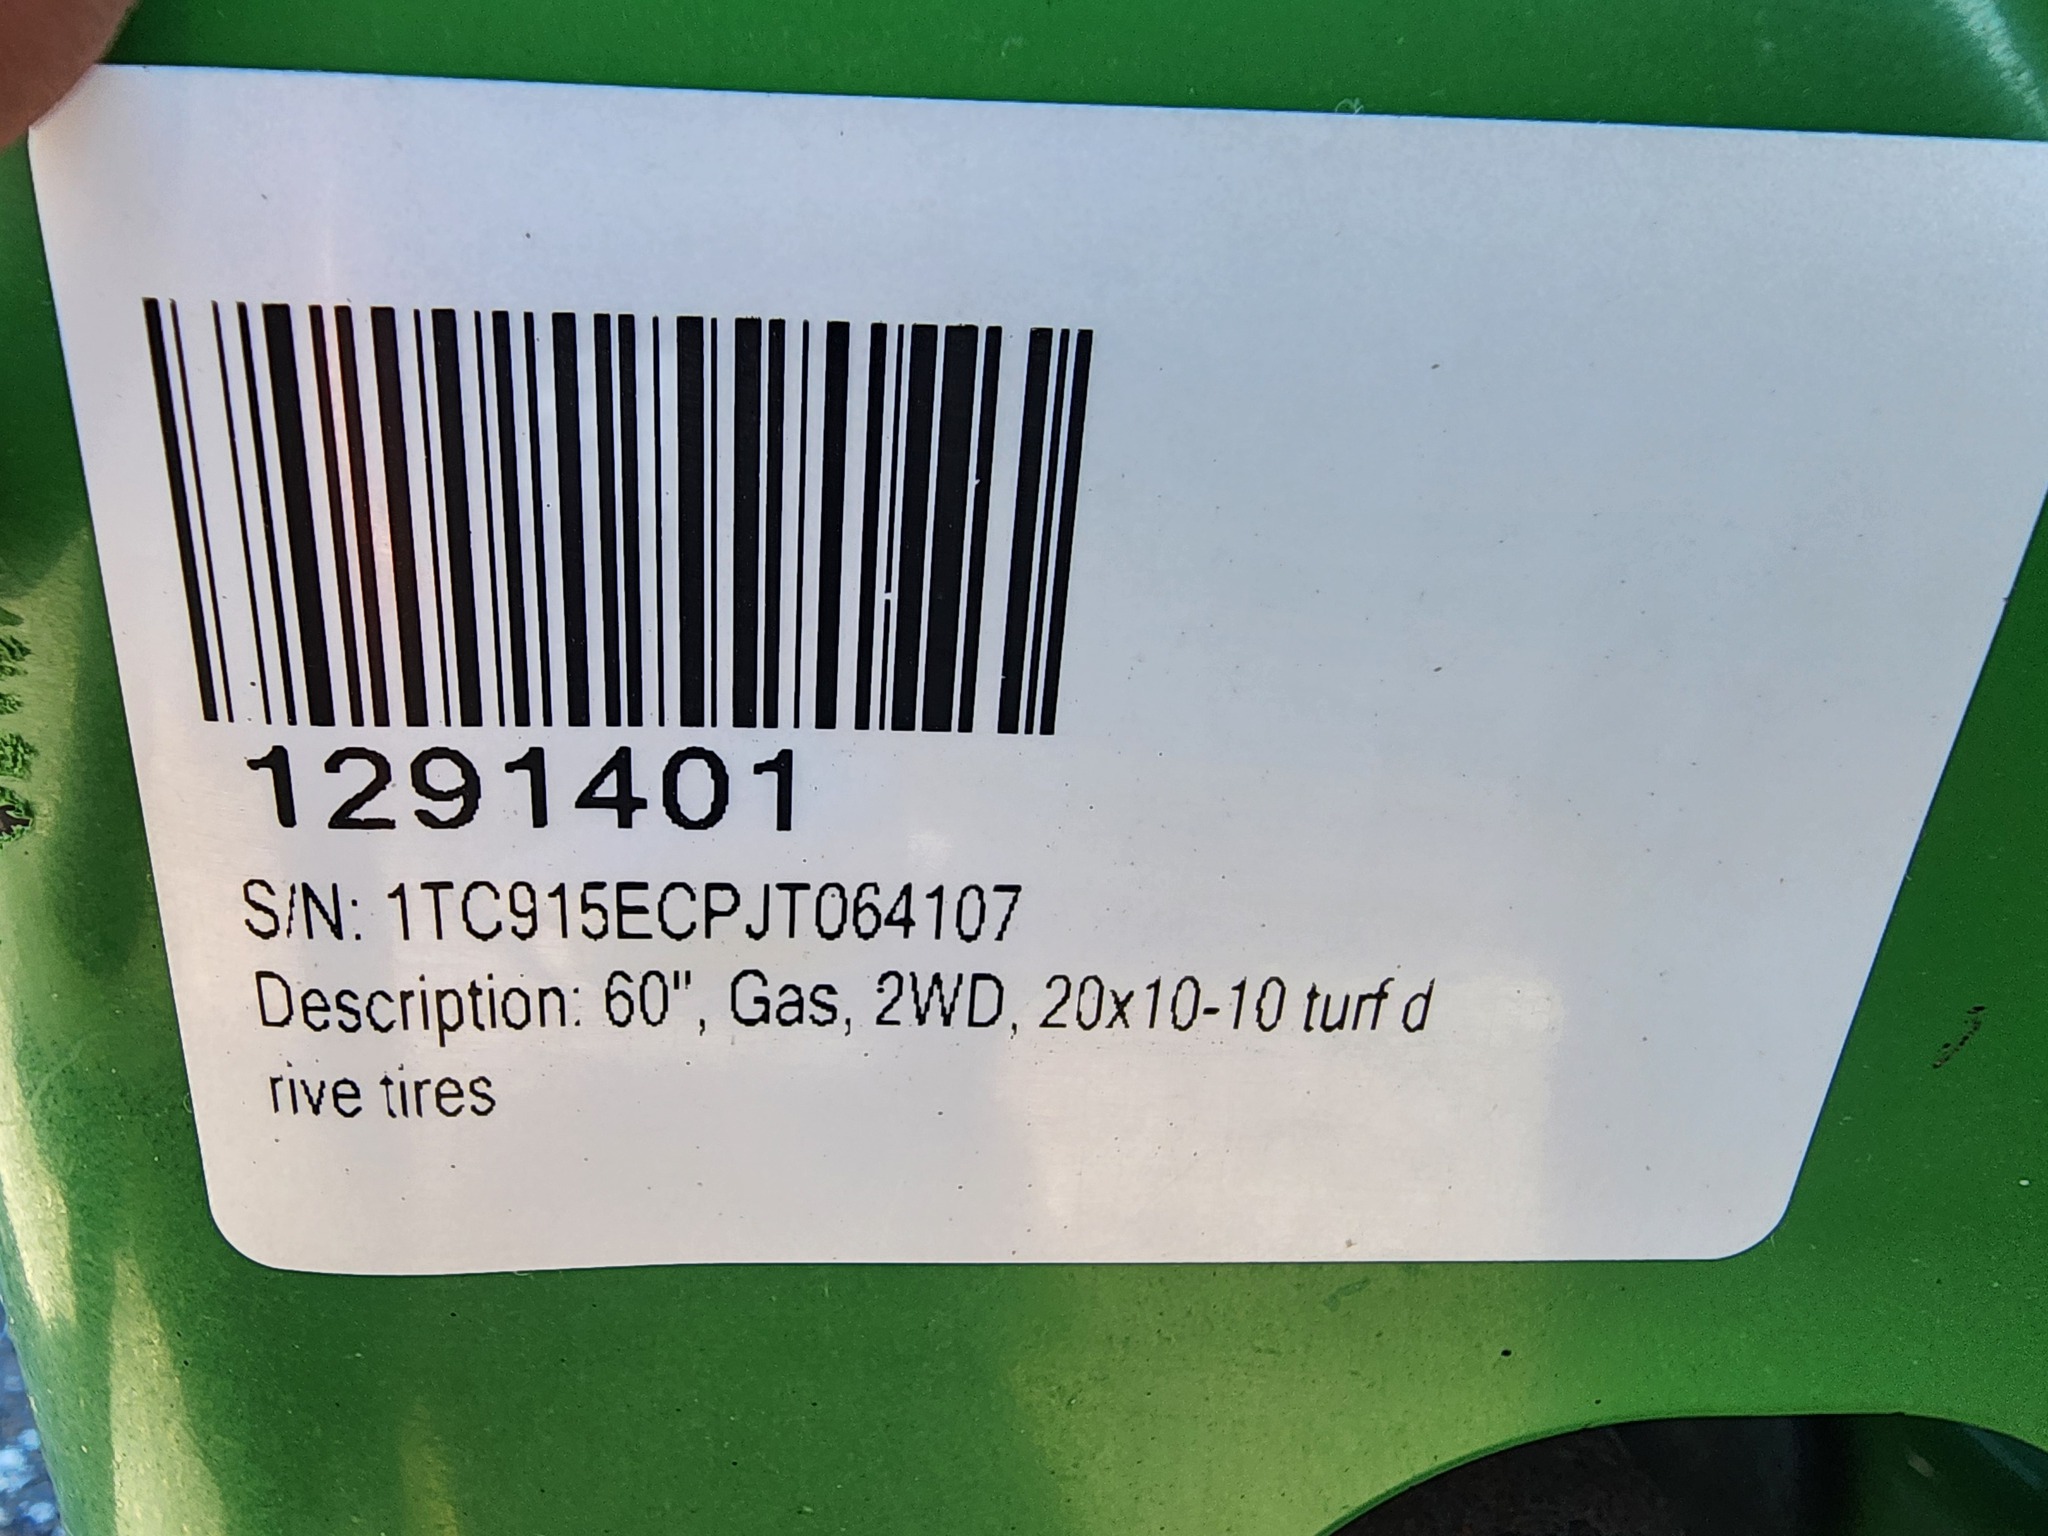 1291401
S/N: 1TC915ECPJT064107
Description: 60", Gas, 2WD, 20x10-10 turf d
rive tires